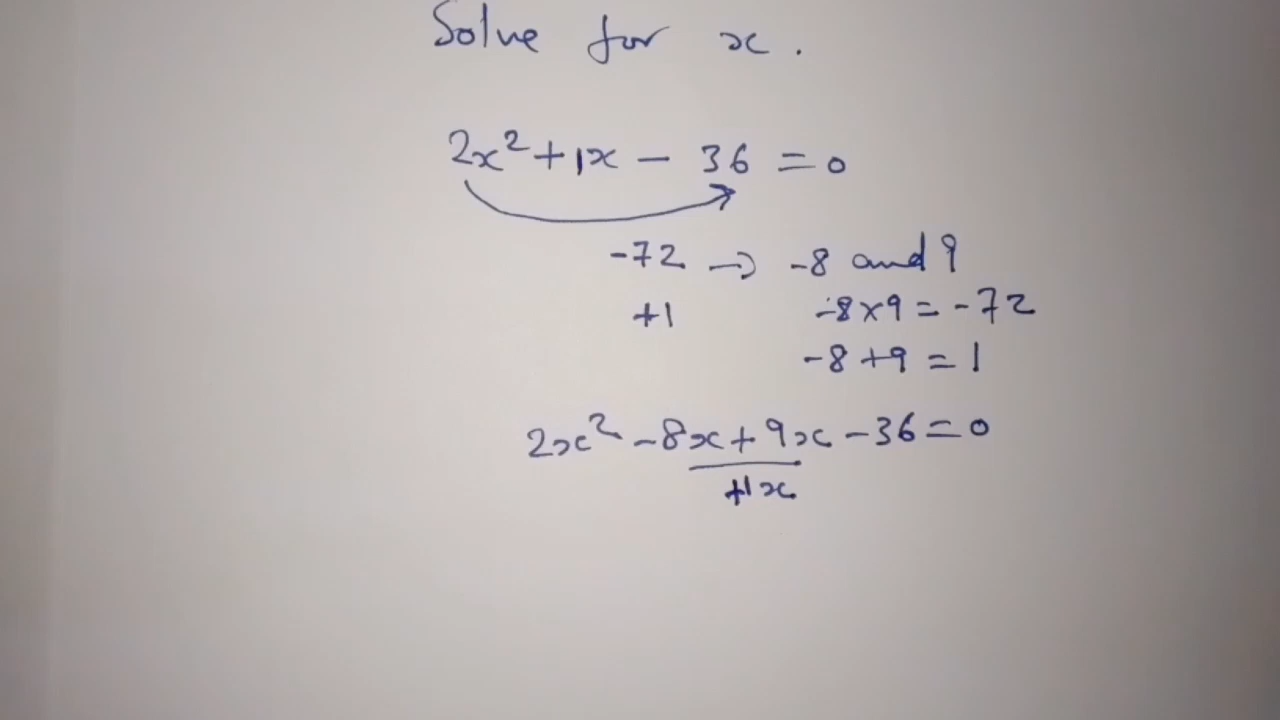 Solve for x.
2x² + 1x - 36 = 0
-72 → -8 and 9
+1 -8 x 9 = -72
-8 + 9 = 1
2x² - 8x + 9x - 36 = 0
+1x